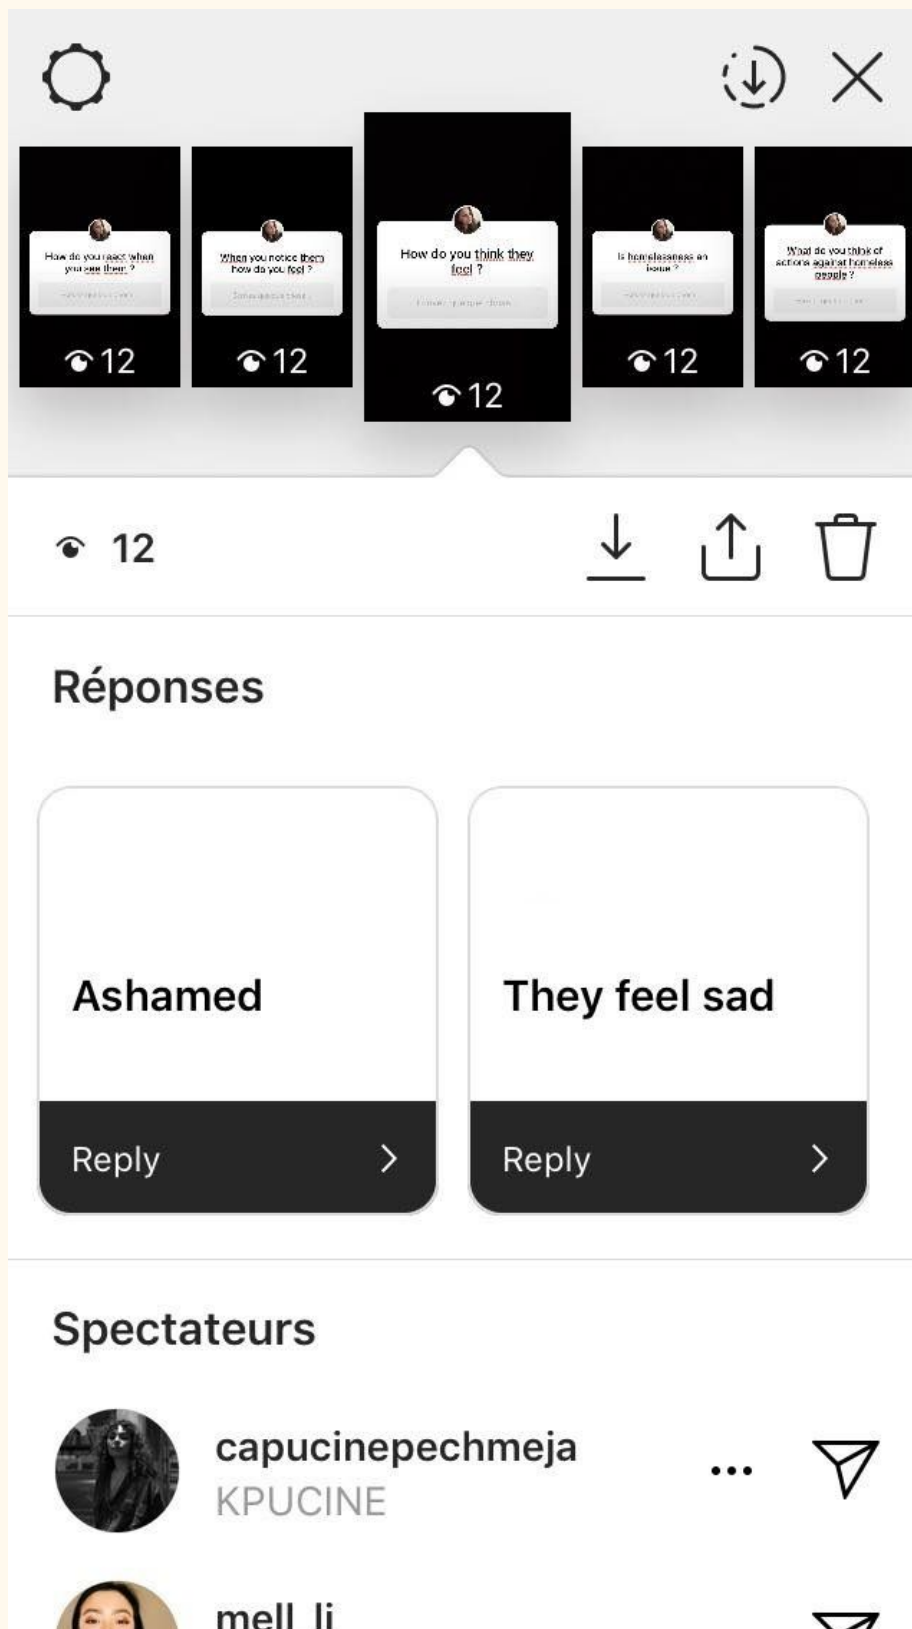 How do you react when
you see them ?
12
When you notice them
how do you feel ?
12
How do you think they
feel ?
12
Is homelessness an
issue ?
12
What do you think of
actions against homeless
people ?
12
12
Réponses
Ashamed
Reply
They feel sad
Reply
Spectateurs
capucinepechmeja
KPUCINE
mell_li